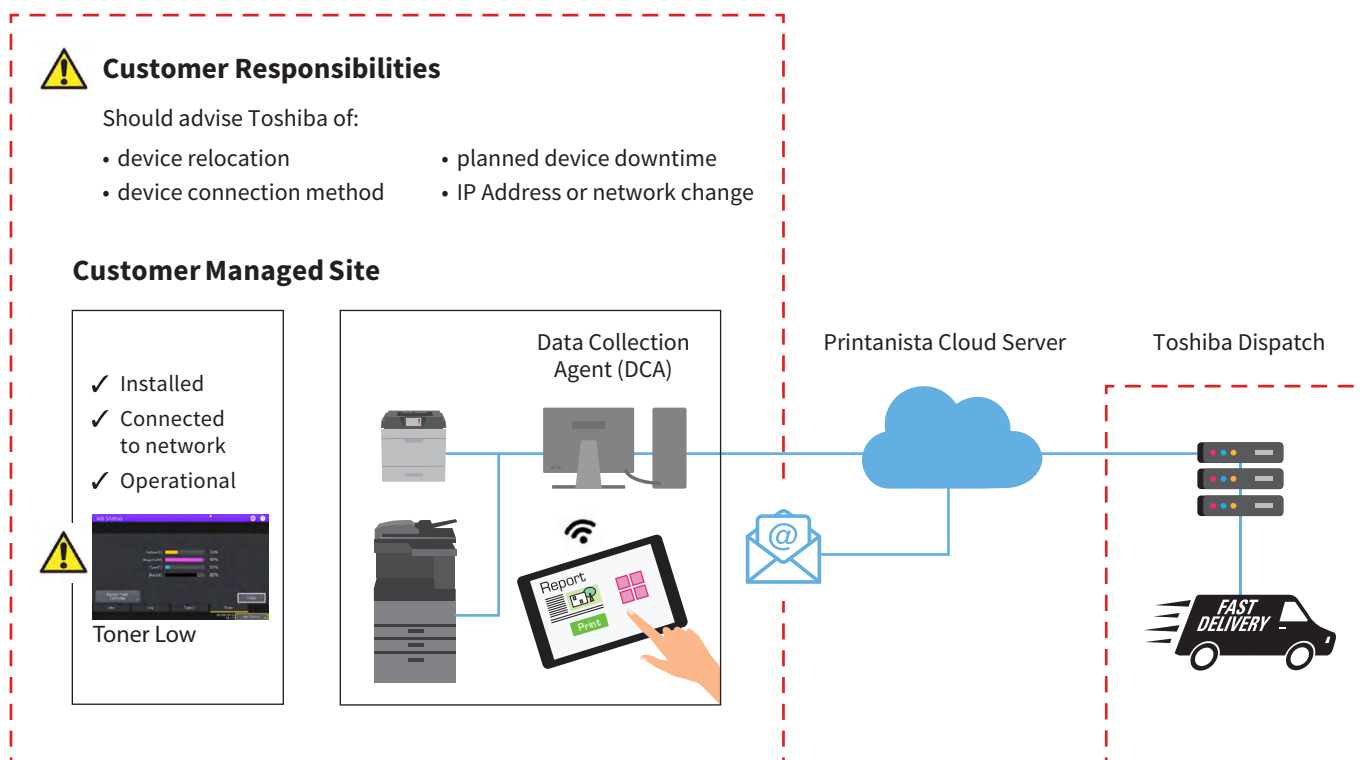 Customer Responsibilities
Should advise Toshiba of:
• device relocation
• device connection method
• planned device downtime
• IP Address or network change
Customer Managed Site
✓ Installed
✓ Connected
to network
✓ Operational
Job Status
Toner Low
Data Collection
Agent (DCA)
Report
Print
@
Printanista Cloud Server
Toshiba Dispatch
FAST
DELIVERY